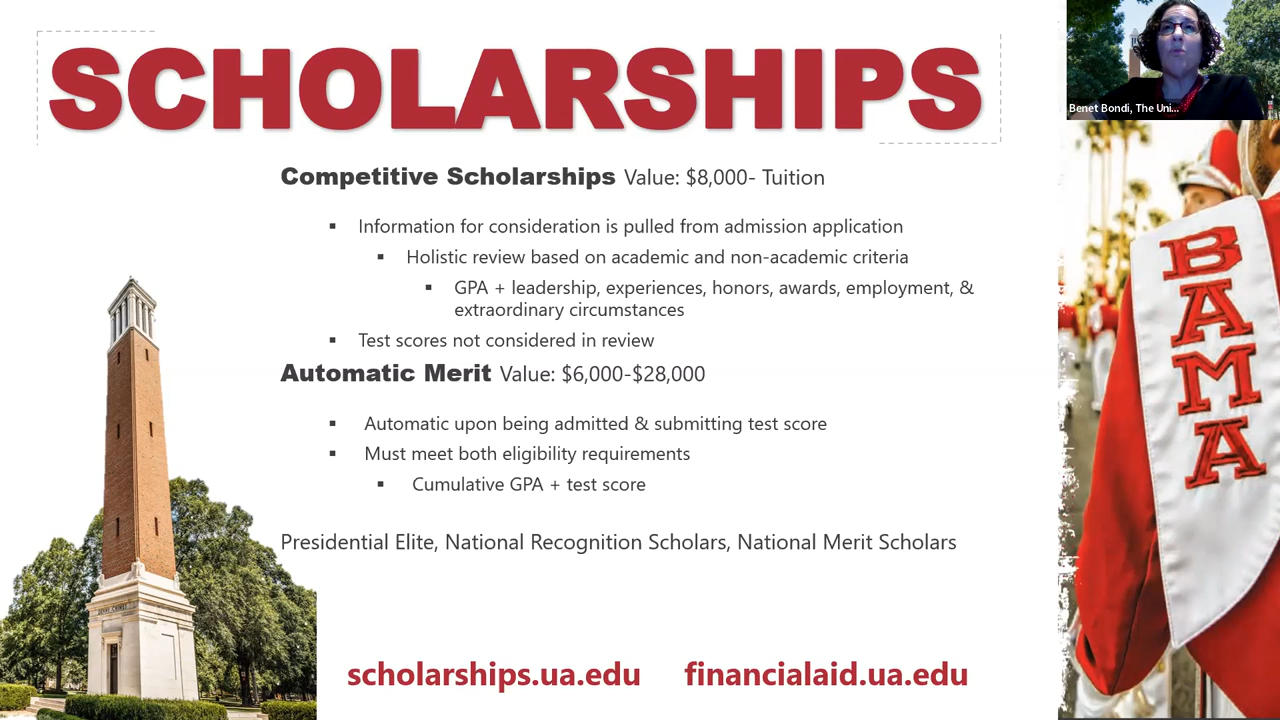 SCHOLARSHIPS
Benet Bondi, The Uni...
Competitive Scholarships Value: $8,000- Tuition
▪ Information for consideration is pulled from admission application
▪ Holistic review based on academic and non-academic criteria
▪ GPA + leadership, experiences, honors, awards, employment, &
extraordinary circumstances
▪ Test scores not considered in review
Automatic Merit Value: $6,000-$28,000
▪ Automatic upon being admitted & submitting test score
▪ Must meet both eligibility requirements
▪ Cumulative GPA + test score
Presidential Elite, National Recognition Scholars, National Merit Scholars
scholarships.ua.edu financialaid.ua.edu
BAMA
DENNY CHIMES